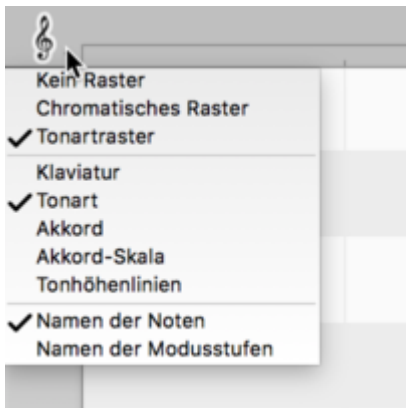 Kein Raster
Chromatisches Raster
Tonartraster
Klaviatur
Tonart
Akkord
Akkord-Skala
Tonhöhenlinien
Namen der Noten
Namen der Modusstufen